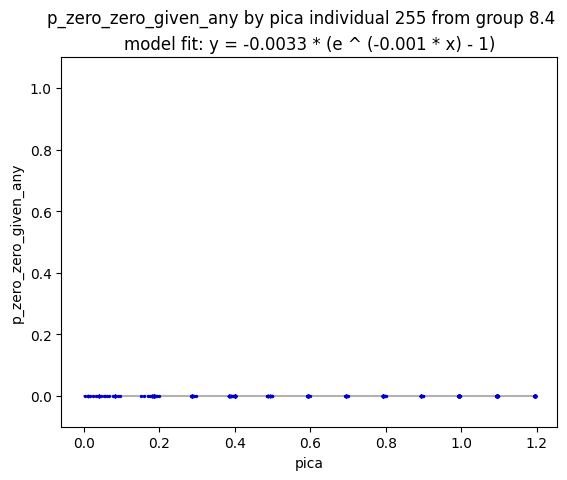 p_zero_zero_given_any by pica individual 255 from group 8.4
model fit: y = -0.0033 * (e ^ (-0.001 * x) - 1)
1.0
0.8
0.6
0.4
0.2
0.0
p_zero_zero_given_any
0.0 0.2 0.4 0.6 0.8 1.0 1.2
pica